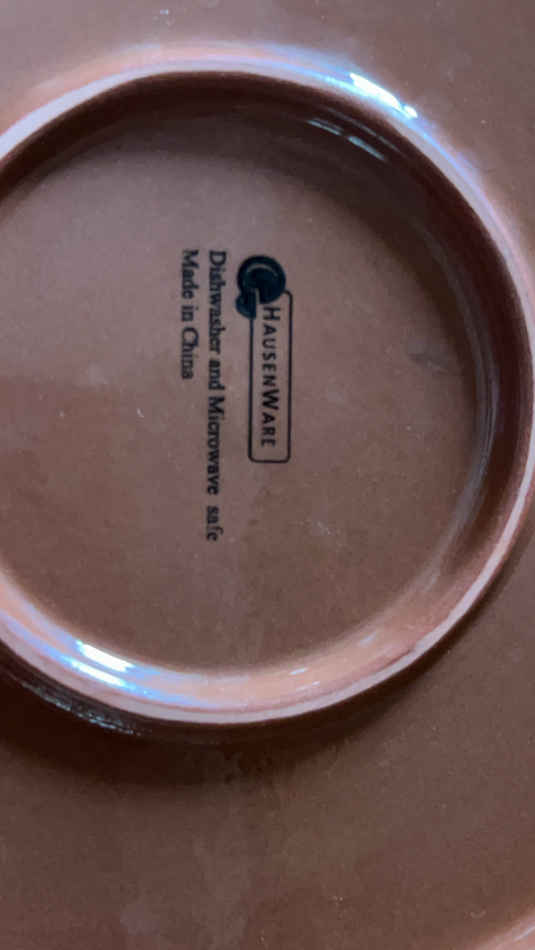 HAUSENWARE
Dishwasher and Microwave safe
Made in China